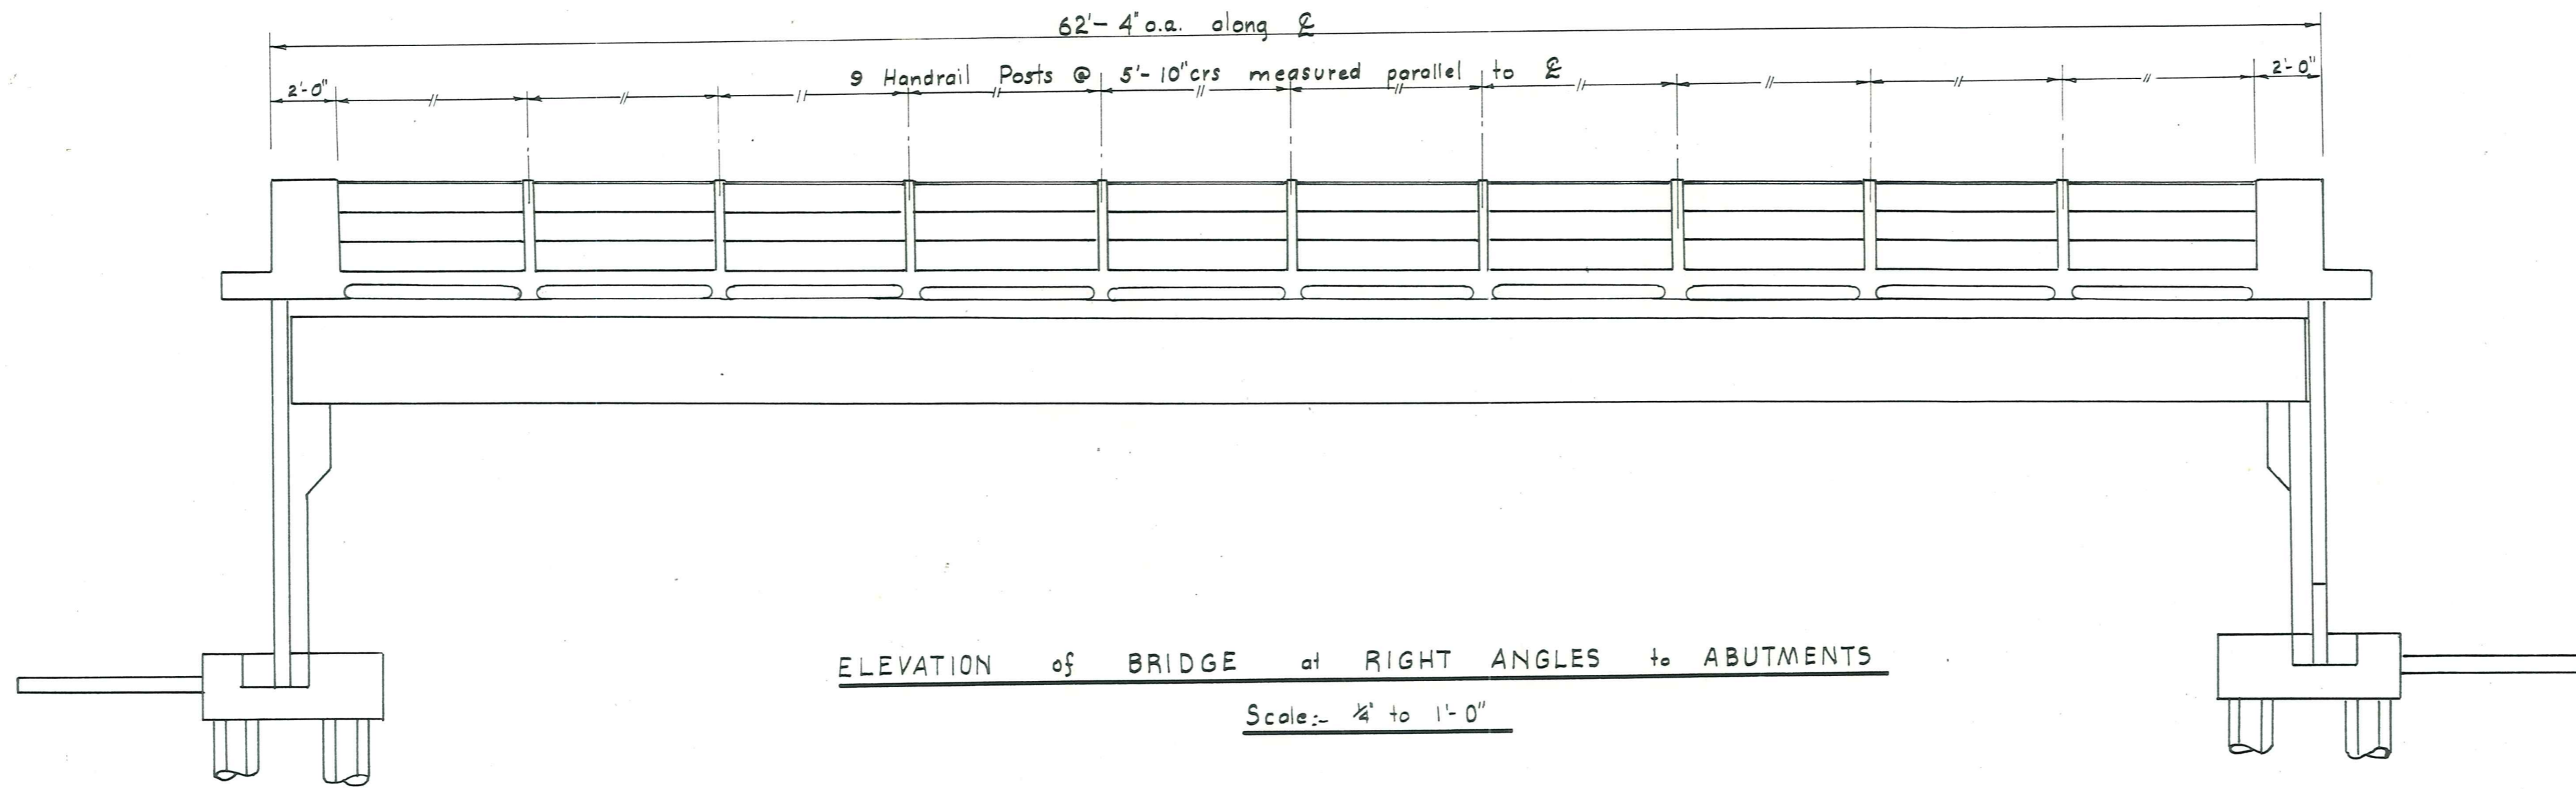 62'- 4" o.a. along ℄
9 Handrail Posts @ 5'- 10" crs measured parallel to ℄
2'-0"
2'-0"
ELEVATION of BRIDGE at RIGHT ANGLES to ABUTMENTS
Scale:- ¼" to 1'- 0"